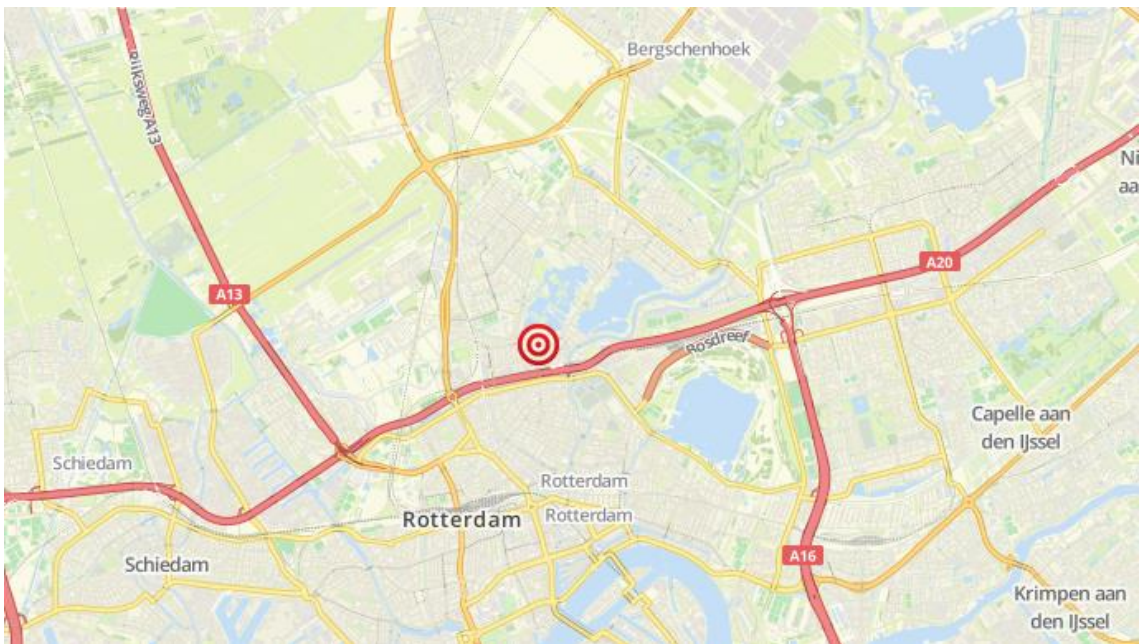 Bergschenhoek
Rijksweg A13
Ni
aa
A20
A13
Rosdreef
Capelle aan
den IJssel
Schiedam
Rotterdam
Rotterdam
Rotterdam
Schiedam
A16
Krimpen aan
den IJssel